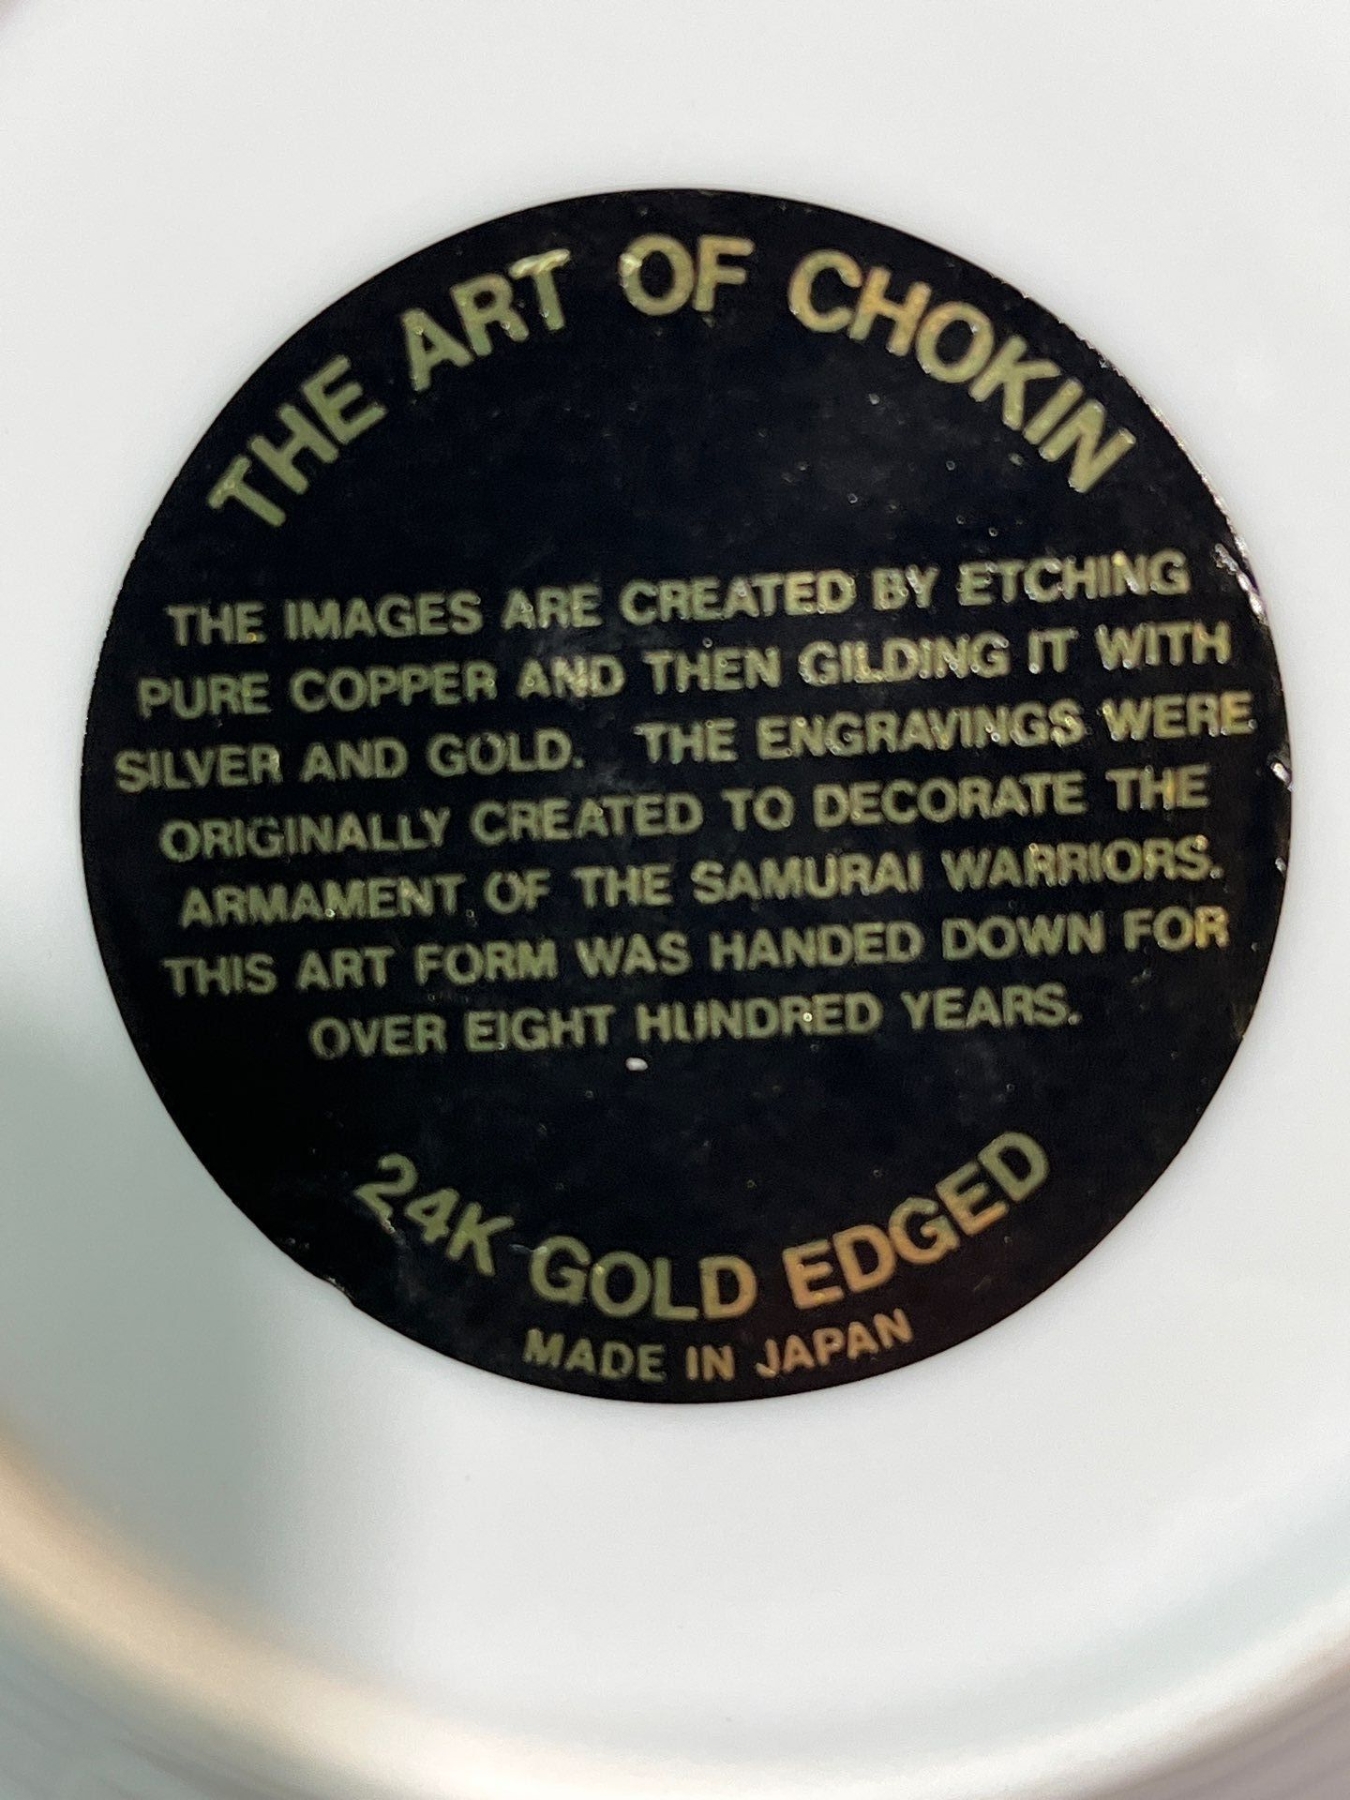 THE ART OF CHOKIN
THE IMAGES ARE CREATED BY ETCHING
PURE COPPER AND THEN GILDING IT WITH
SILVER AND GOLD. THE ENGRAVINGS WERE
ORIGINALLY CREATED TO DECORATE THE
ARMAMENT OF THE SAMURAI WARRIORS.
THIS ART FORM WAS HANDED DOWN FOR
OVER EIGHT HUNDRED YEARS.
24K GOLD EDGED
MADE IN JAPAN